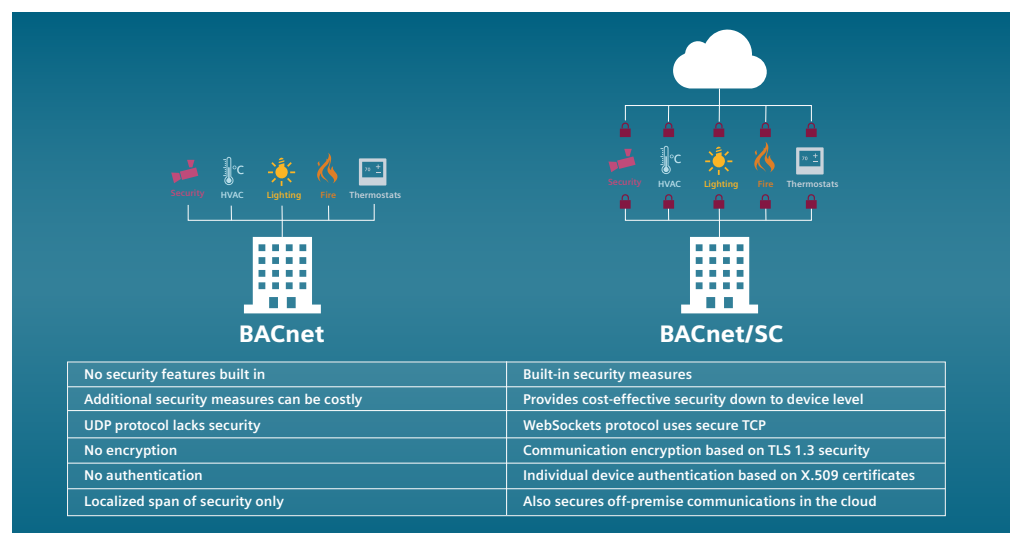 °C
70 +
Security HVAC Lighting Fire Thermostats
BACnet
°C
70 +
Security HVAC Lighting Fire Thermostats
BACnet/SC
No security features built in
Built-in security measures
Additional security measures can be costly
Provides cost-effective security down to device level
UDP protocol lacks security
WebSockets protocol uses secure TCP
No encryption
Communication encryption based on TLS 1.3 security
No authentication
Individual device authentication based on X.509 certificates
Localized span of security only
Also secures off-premise communications in the cloud